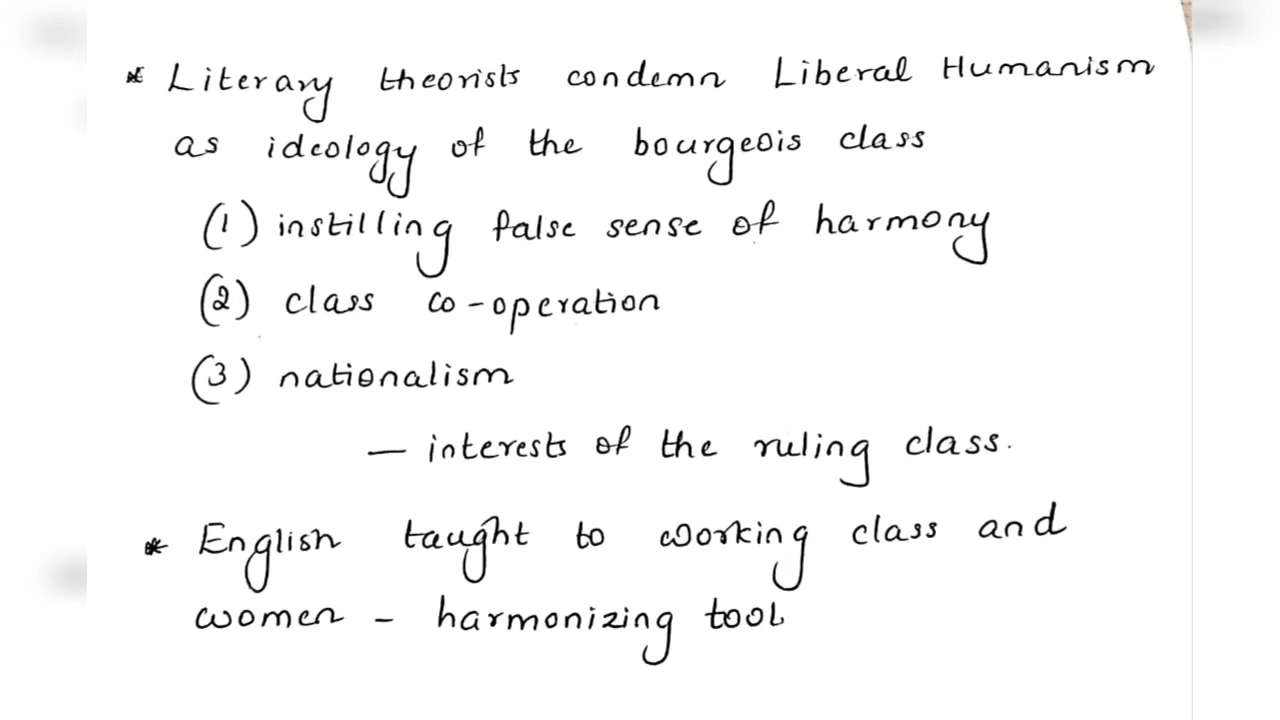 * Literary theorists condemn Liberal Humanism
as ideology of the bourgeois class
(1) instilling false sense of harmony
(2) class co-operation
(3) nationalism
— interests of the ruling class.
* English taught to working class and
women - harmonizing tool